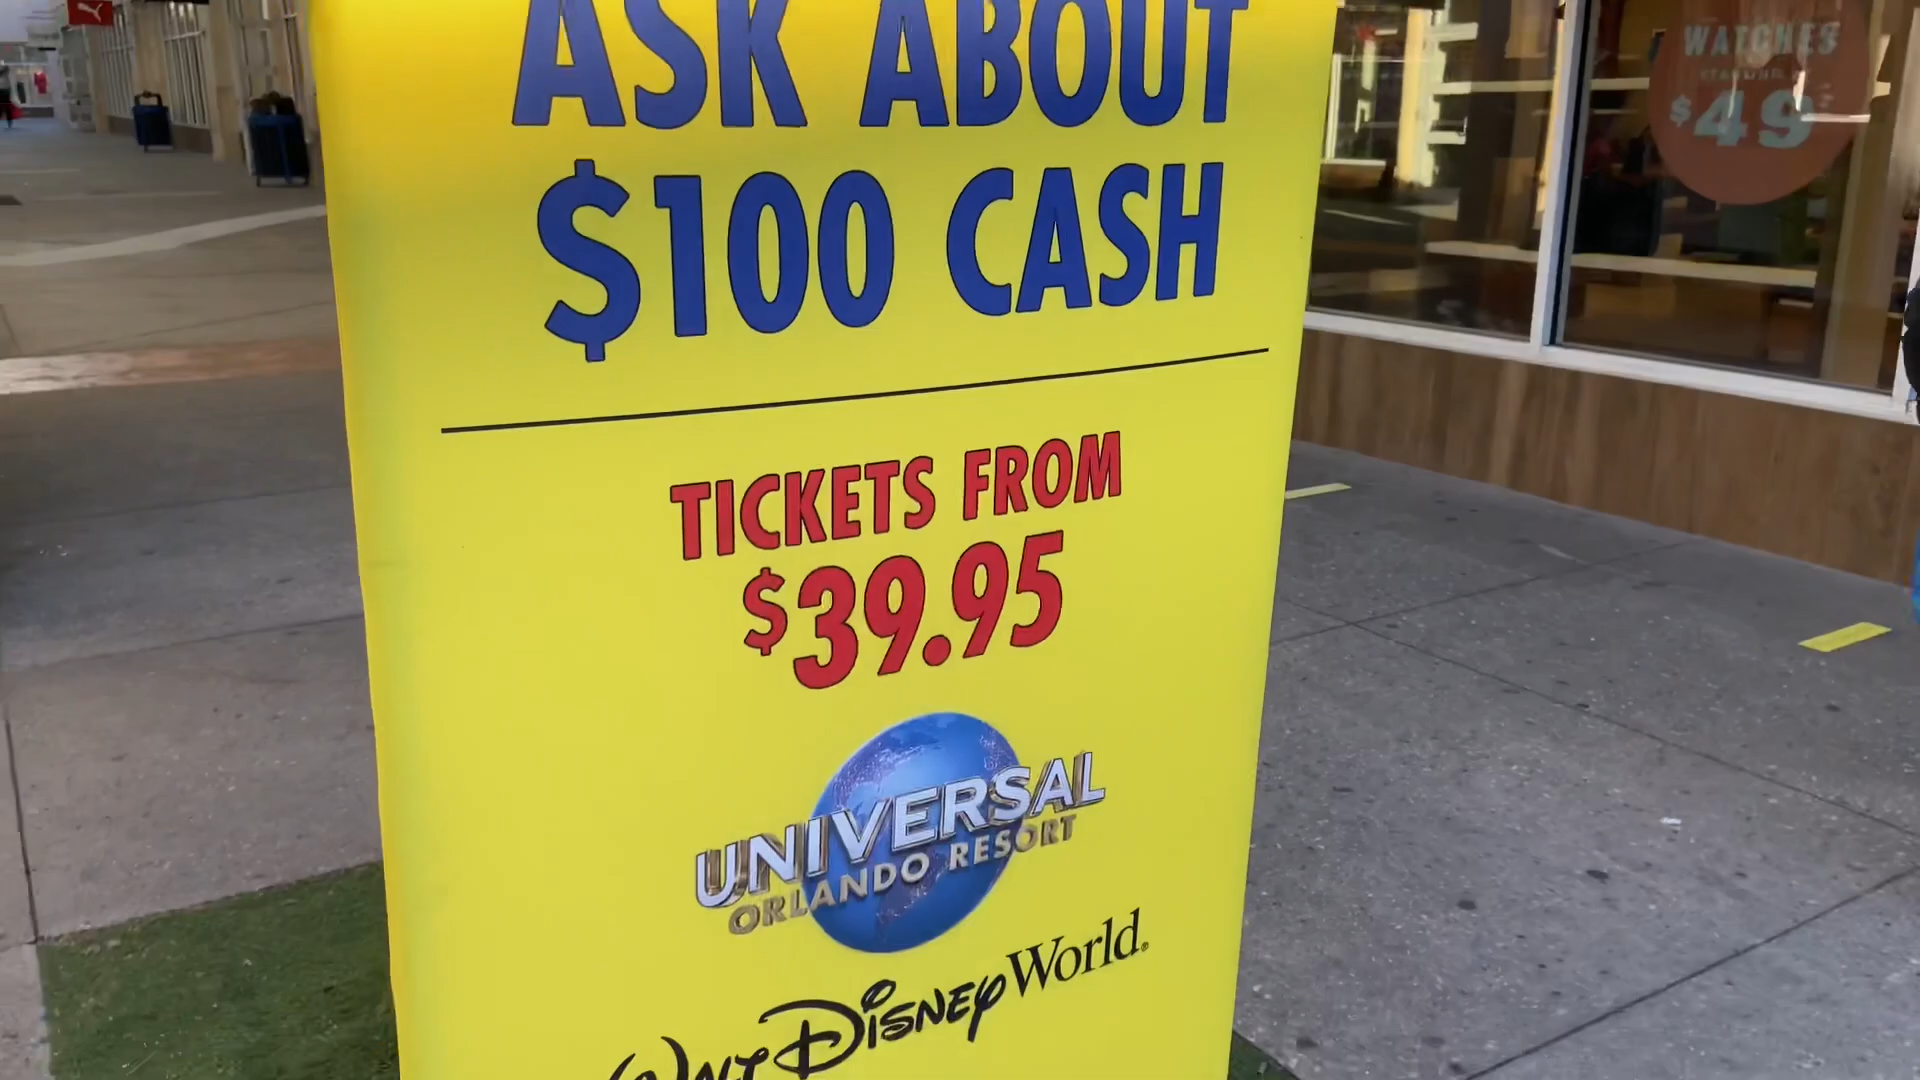 ASK ABOUT
$100 CASH
TICKETS FROM
$39.95
UNIVERSAL
ORLANDO RESORT
WALT DISNEY World®
WATCHES
$49